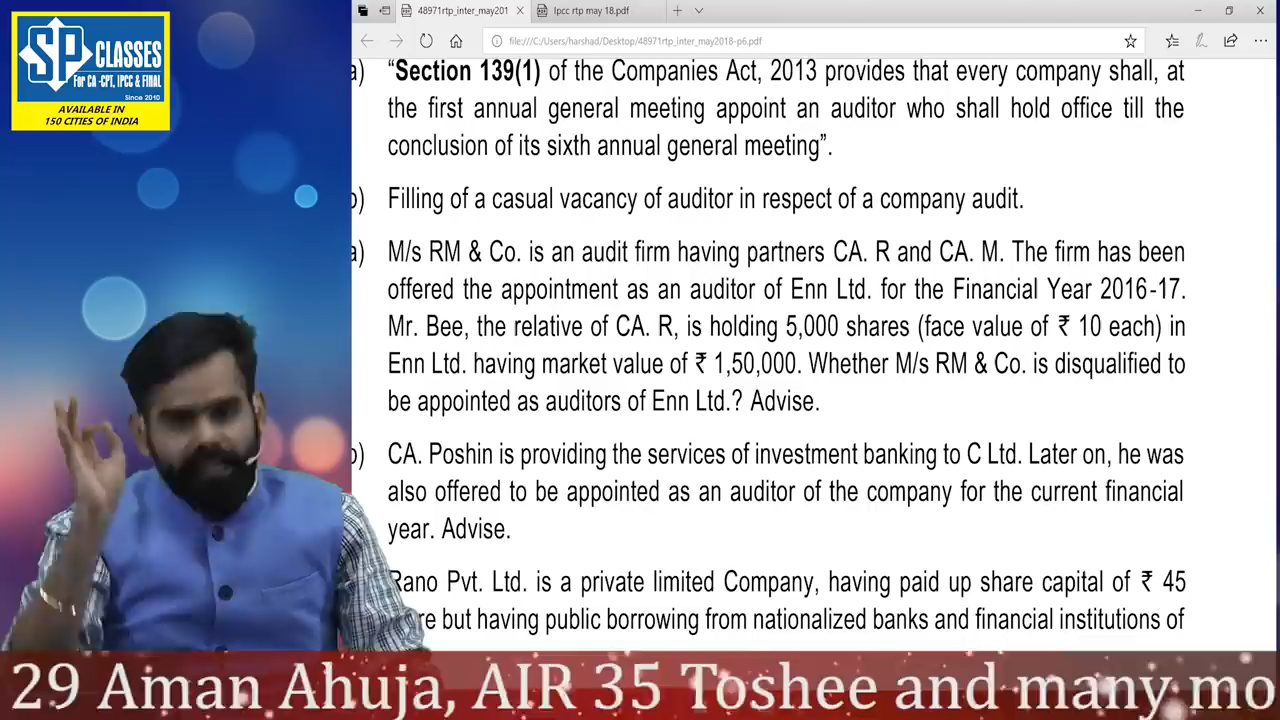 SP CLASSES
For CA -CPT, IPCC & FINAL
Since 2010
AVAILABLE IN
150 CITIES OF INDIA
48971rtp_inter_may201
Ipcc rtp may 18.pdf
file:///C:/Users/harshad/Desktop/48971rtp_inter_may2018-p6.pdf
a) “Section 139(1) of the Companies Act, 2013 provides that every company shall, at
the first annual general meeting appoint an auditor who shall hold office till the
conclusion of its sixth annual general meeting”.
Filling of a casual vacancy of auditor in respect of a company audit.
a) M/s RM & Co. is an audit firm having partners CA. R and CA. M. The firm has been
offered the appointment as an auditor of Enn Ltd. for the Financial Year 2016-17.
Mr. Bee, the relative of CA. R, is holding 5,000 shares (face value of ₹ 10 each) in
Enn Ltd. having market value of ₹ 1,50,000. Whether M/s RM & Co. is disqualified to
be appointed as auditors of Enn Ltd.? Advise.
CA. Poshin is providing the services of investment banking to C Ltd. Later on, he was
also offered to be appointed as an auditor of the company for the current financial
year. Advise.
Rano Pvt. Ltd. is a private limited Company, having paid up share capital of ₹ 45
re but having public borrowing from nationalized banks and financial institutions of
29 Aman Ahuja, AIR 35 Toshee and many mo